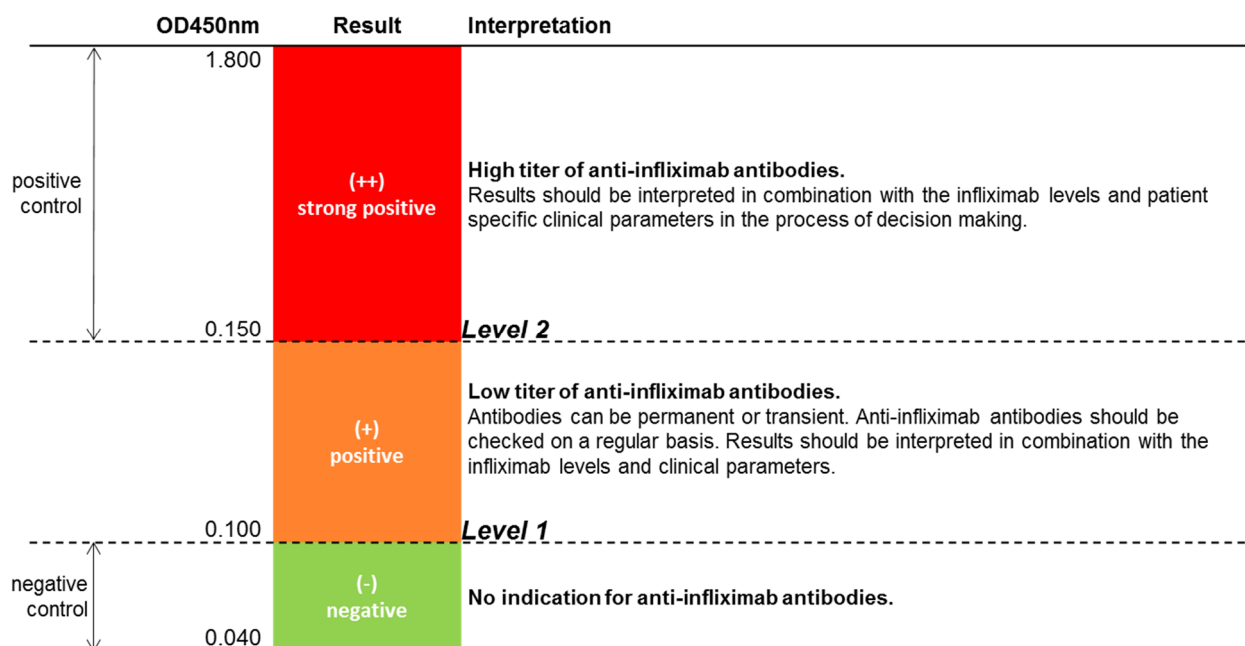 OD450nm Result Interpretation
1.800
positive
control
(++)
strong positive
High titer of anti-infliximab antibodies.
Results should be interpreted in combination with the infliximab levels and patient
specific clinical parameters in the process of decision making.
0.150
Level 2
(+)
positive
Low titer of anti-infliximab antibodies.
Antibodies can be permanent or transient. Anti-infliximab antibodies should be
checked on a regular basis. Results should be interpreted in combination with the
infliximab levels and clinical parameters.
0.100
Level 1
negative
control
(-)
negative
No indication for anti-infliximab antibodies.
0.040